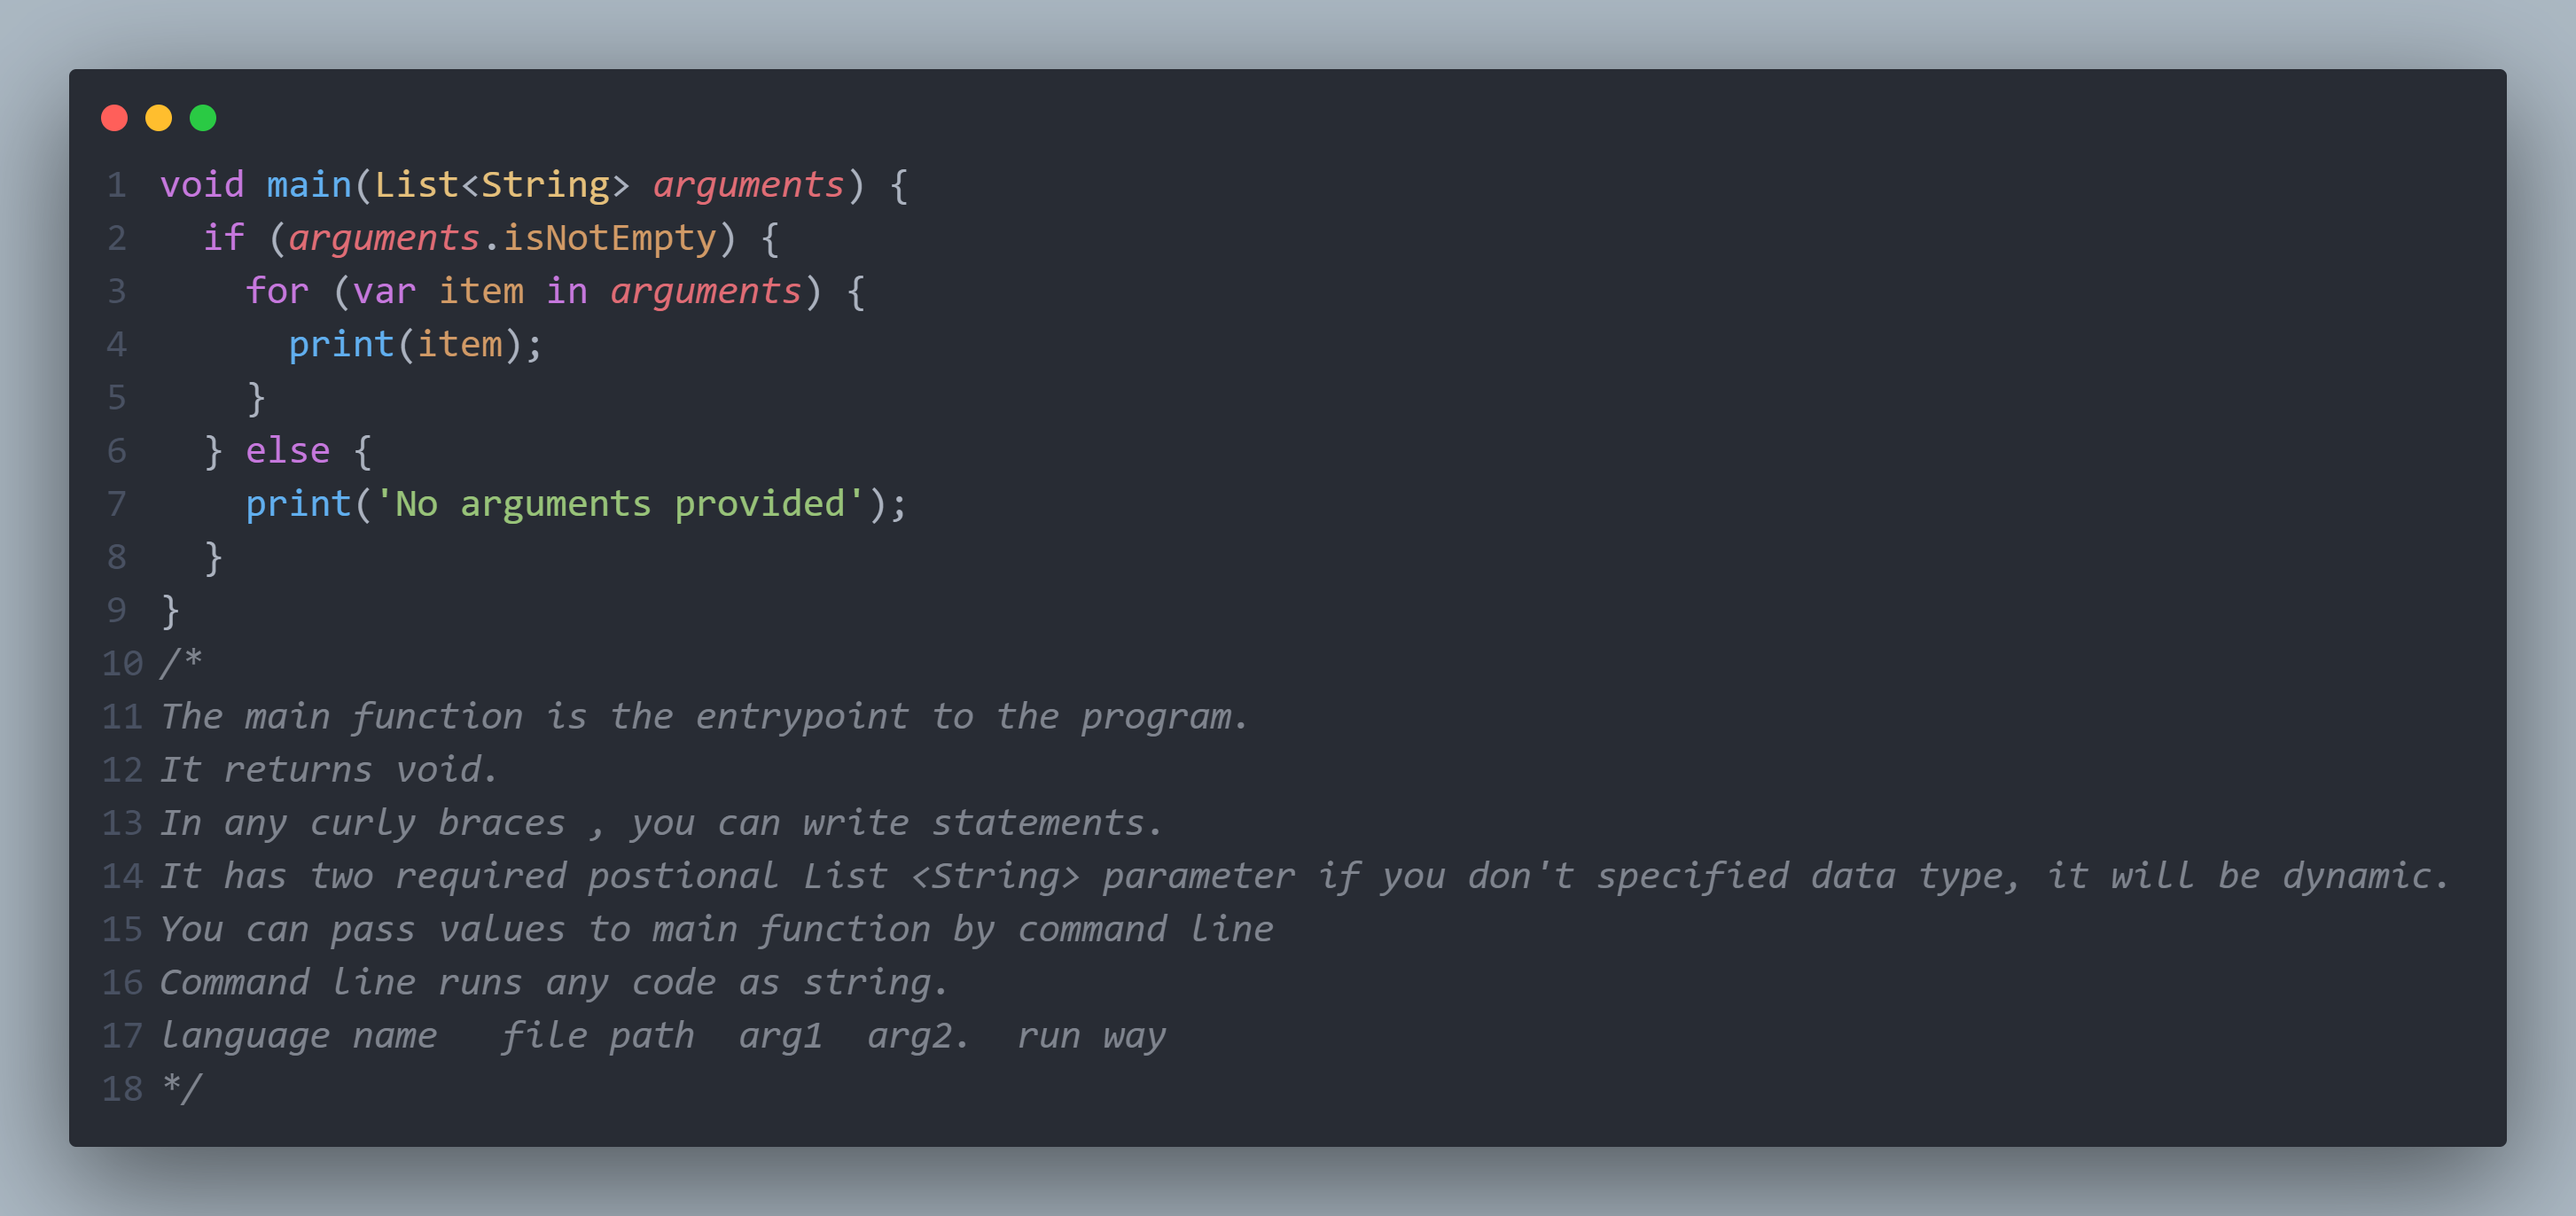 1 void main(List<String> arguments) {
2   if (arguments.isNotEmpty) {
3     for (var item in arguments) {
4       print(item);
5     }
6   } else {
7     print('No arguments provided');
8   }
9 }
10 /*
11 The main function is the entrypoint to the program.
12 It returns void.
13 In any curly braces , you can write statements.
14 It has two required postional List <String> parameter if you don't specified data type, it will be dynamic.
15 You can pass values to main function by command line
16 Command line runs any code as string.
17 language name   file path  arg1  arg2.  run way
18 */